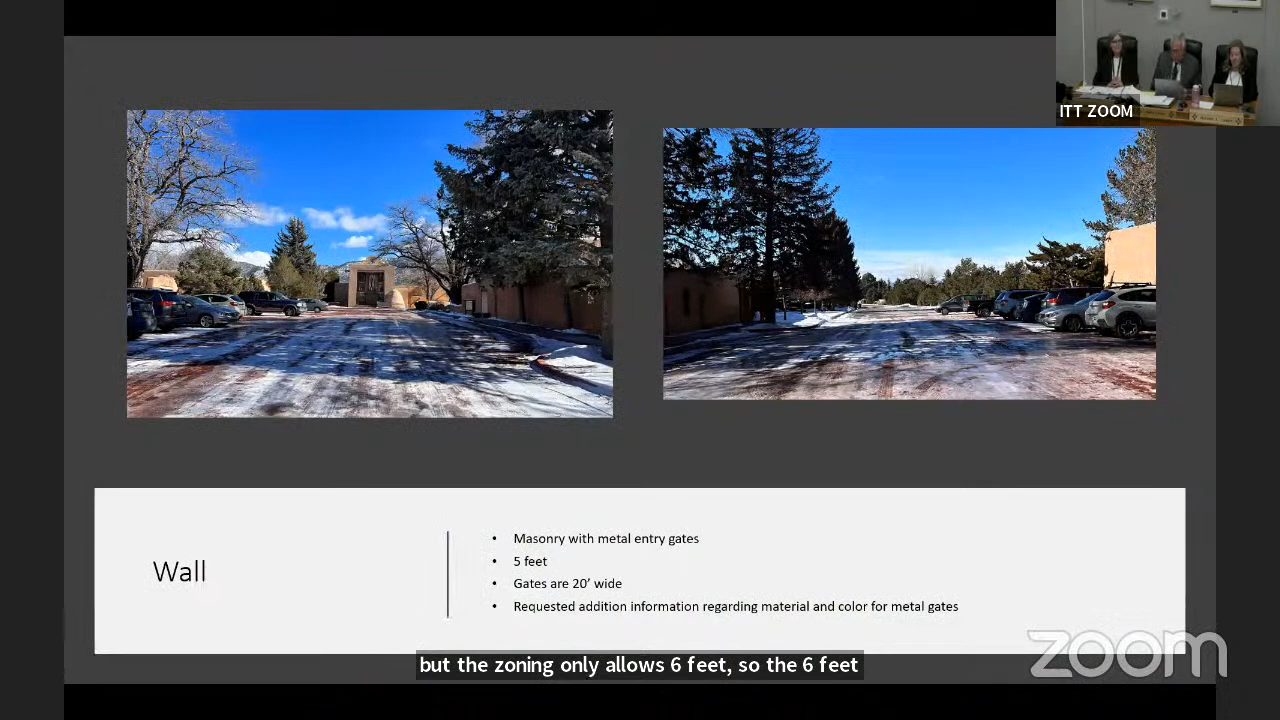 ITT ZOOM
Wall
• Masonry with metal entry gates
• 5 feet
• Gates are 20’ wide
• Requested addition information regarding material and color for metal gates
but the zoning only allows 6 feet, so the 6 feet
zoom